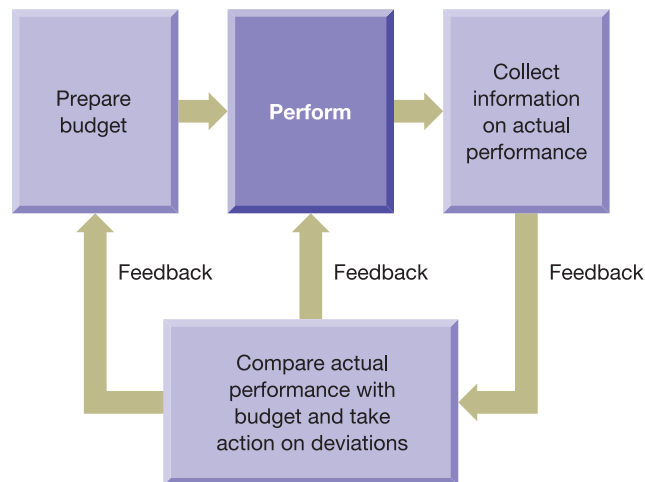 Prepare
budget
Perform
Collect
information
on actual
performance
Feedback
Feedback
Feedback
Compare actual
performance with
budget and take
action on deviations